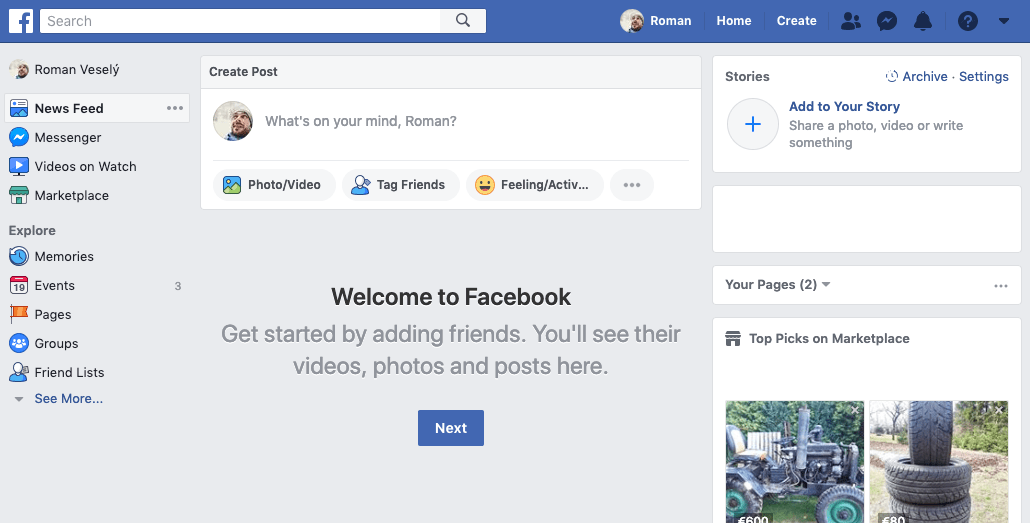 f
Search
Roman
Home
Create
Roman Veselý
News Feed
Messenger
Videos on Watch
Marketplace
Explore
Memories
19
Events
3
Pages
Groups
Friend Lists
See More...
Create Post
What's on your mind, Roman?
Photo/Video
Tag Friends
Feeling/Activ...
Welcome to Facebook
Get started by adding friends. You'll see their
videos, photos and posts here.
Next
Stories
Archive · Settings
Add to Your Story
Share a photo, video or write
something
Your Pages (2)
Top Picks on Marketplace
€600
€80